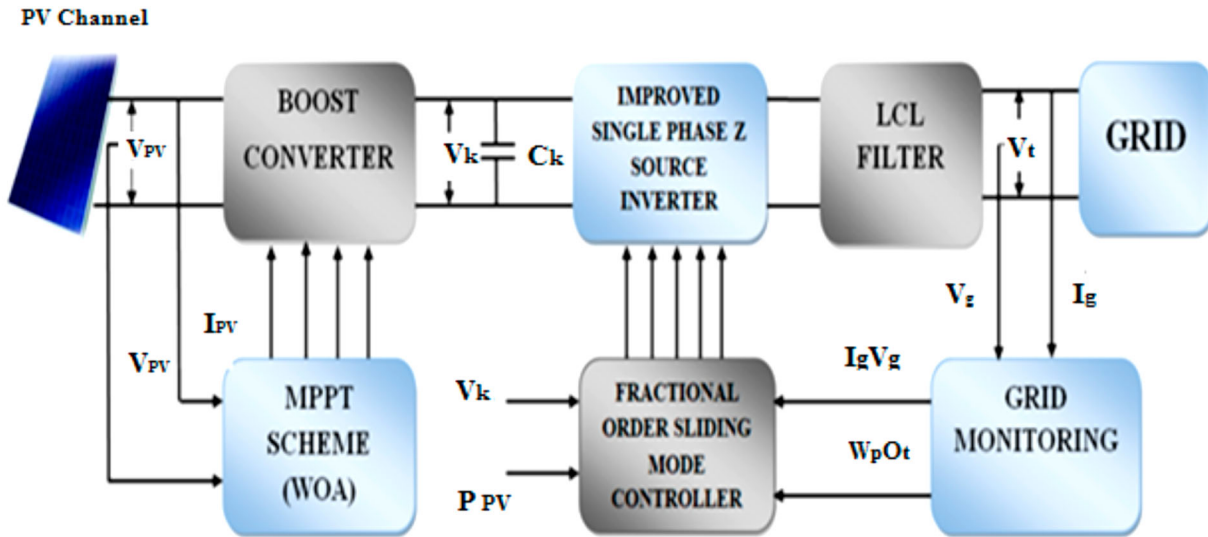 PV Channel
BOOST
CONVERTER
IMPROVED
SINGLE PHASE Z
SOURCE
INVERTER
LCL
FILTER
GRID
VPV
Vk
Ck
Vt
IPV
VPV
Vg
Ig
MPPT
SCHEME
(WOA)
Vk
P PV
FRACTIONAL
ORDER SLIDING
MODE
CONTROLLER
IgVg
WpOt
GRID
MONITORING